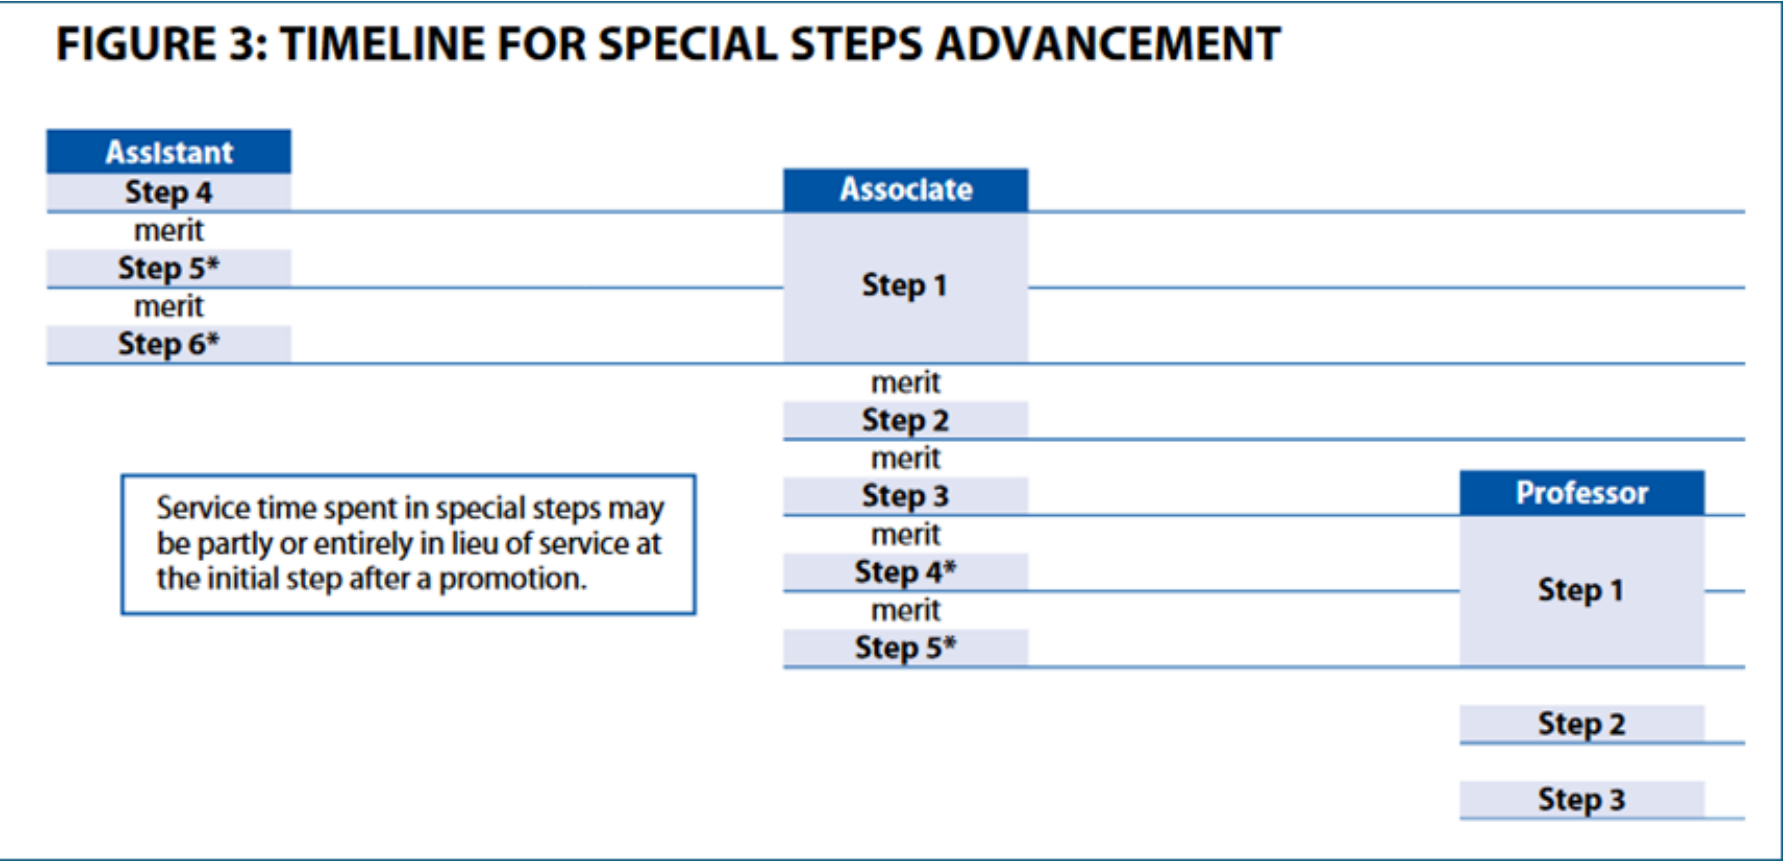 FIGURE 3: TIMELINE FOR SPECIAL STEPS ADVANCEMENT
Assistant
Step 4
merit
Step 5*
merit
Step 6*
Associate
Step 1
merit
Step 2
merit
Step 3
merit
Step 4*
merit
Step 5*
Service time spent in special steps may
be partly or entirely in lieu of service at
the initial step after a promotion.
Professor
Step 1
Step 2
Step 3